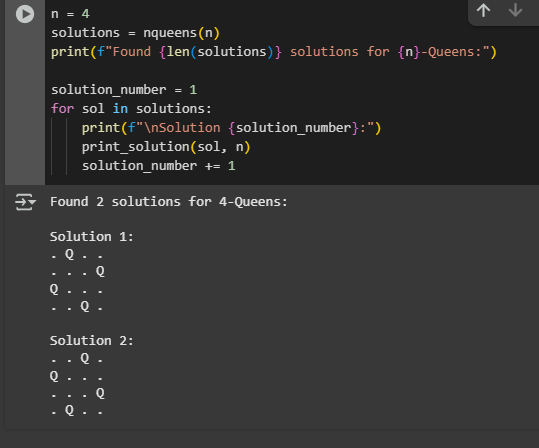 n = 4
solutions = nqueens(n)
print(f"Found {len(solutions)} solutions for {n}-Queens:")

solution_number = 1
for sol in solutions:
    print(f"\nSolution {solution_number}:")
    print_solution(sol, n)
    solution_number += 1
Found 2 solutions for 4-Queens:

Solution 1:
. Q . .
. . . Q
Q . . .
. . Q .

Solution 2:
. . Q .
Q . . .
. . . Q
. Q . .